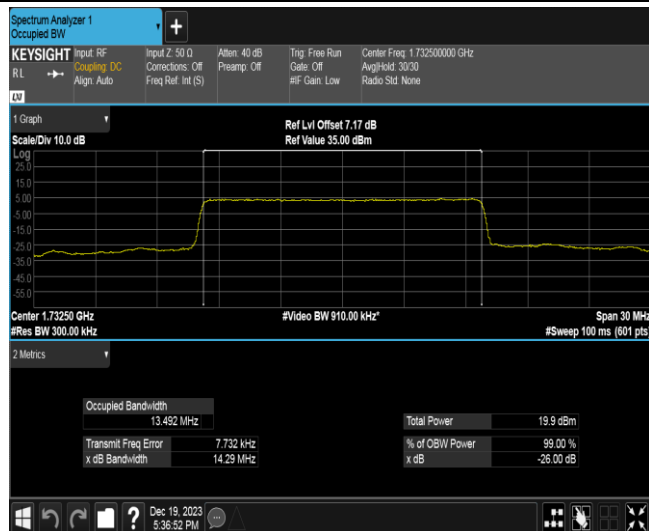 Spectrum Analyzer 1
Occupied BW
+
KEYSIGHT Input: RF Input Z: 50 Ω Atten: 40 dB Trig: Free Run Center Freq: 1.732500000 GHz
RL Coupling: DC Corrections: Off Preamp: Off Gate: Off Avg|Hold: 30/30
Align: Auto Freq Ref: Int (S) #IF Gain: Low Radio Std: None
LXI
1 Graph
Ref Lvl Offset 7.17 dB
Scale/Div 10.0 dB Ref Value 35.00 dBm
Log
25.0
15.0
5.00
-5.00
-15.0
-25.0
-35.0
-45.0
-55.0
Center 1.73250 GHz #Video BW 910.00 kHz* Span 30 MHz
#Res BW 300.00 kHz #Sweep 100 ms (601 pts)
2 Metrics
Occupied Bandwidth
13.492 MHz Total Power 19.9 dBm
Transmit Freq Error 7.732 kHz % of OBW Power 99.00 %
x dB Bandwidth 14.29 MHz x dB -26.00 dB
? Dec 19, 2023
5:36:52 PM